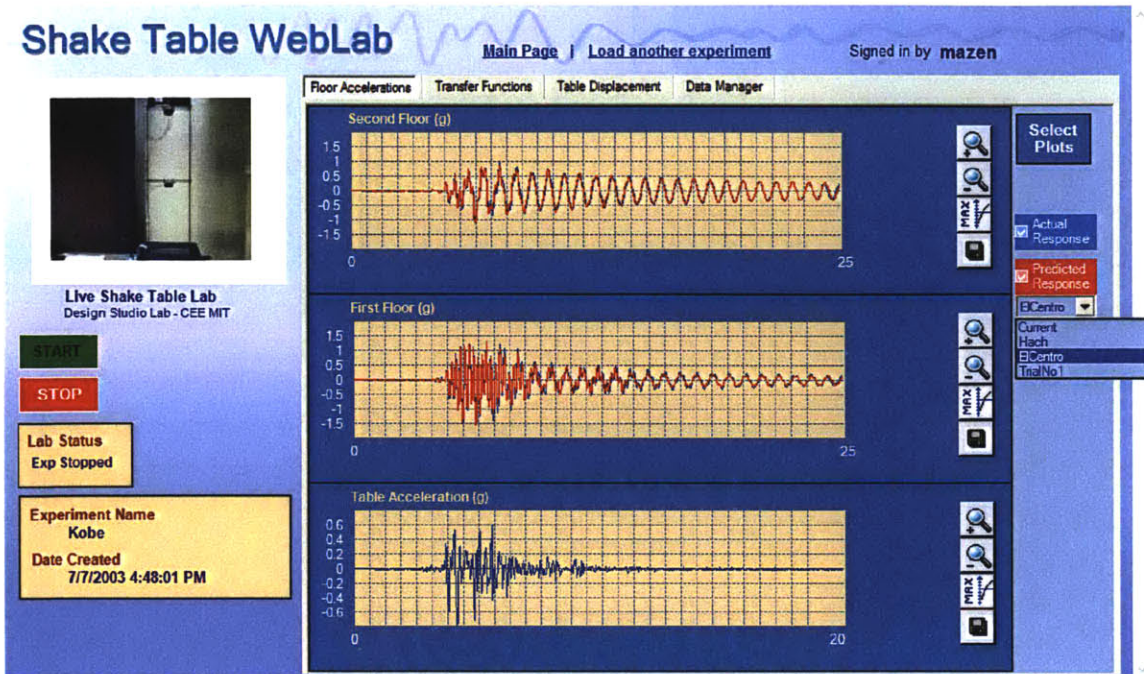 Shake Table WebLab
Main Page | Load another experiment
Signed in by mazen
Floor Accelerations Transfer Functions Table Displacement Data Manager
Live Shake Table Lab
Design Studio Lab - CEE MIT
START
STOP
Lab Status
Exp Stopped
Experiment Name
Kobe
Date Created
7/7/2003 4:48:01 PM
Second Floor (g)
1.5
1
0.5
0
-0.5
-1
-1.5
0 25
MAX
First Floor (g)
1.5
1
0.5
0
-0.5
-1
-1.5
0 25
MAX
Table Acceleration (g)
0.6
0.4
0.2
0
-0.2
-0.4
-0.6
0 20
MAX
Select
Plots
Actual
Response
Predicted
Response
ElCentro
Current
Hach
ElCentro
TrialNo1